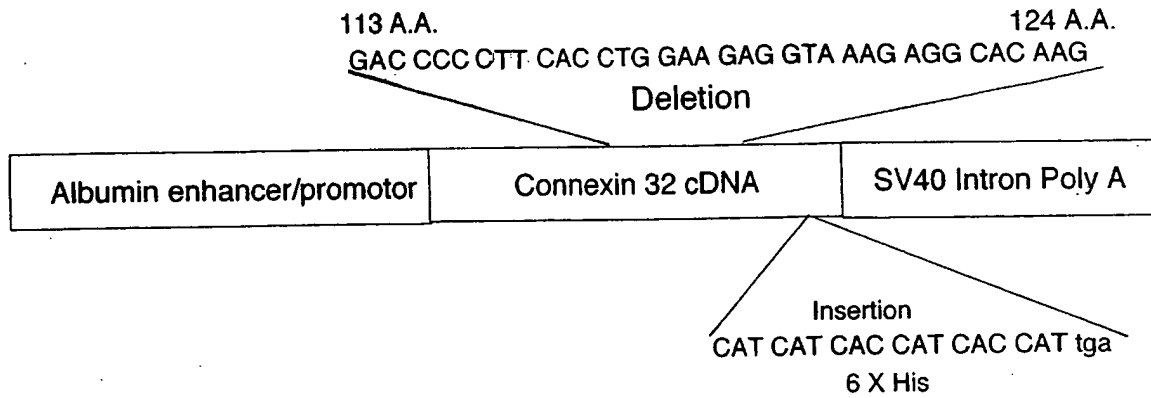 113 A.A. 124 A.A.
GAC CCC CTT CAC CTG GAA GAG GTA AAG AGG CAC AAG
Deletion
Albumin enhancer/promotor Connexin 32 cDNA SV40 Intron Poly A
Insertion
CAT CAT CAC CAT CAC CAT tga
6 X His